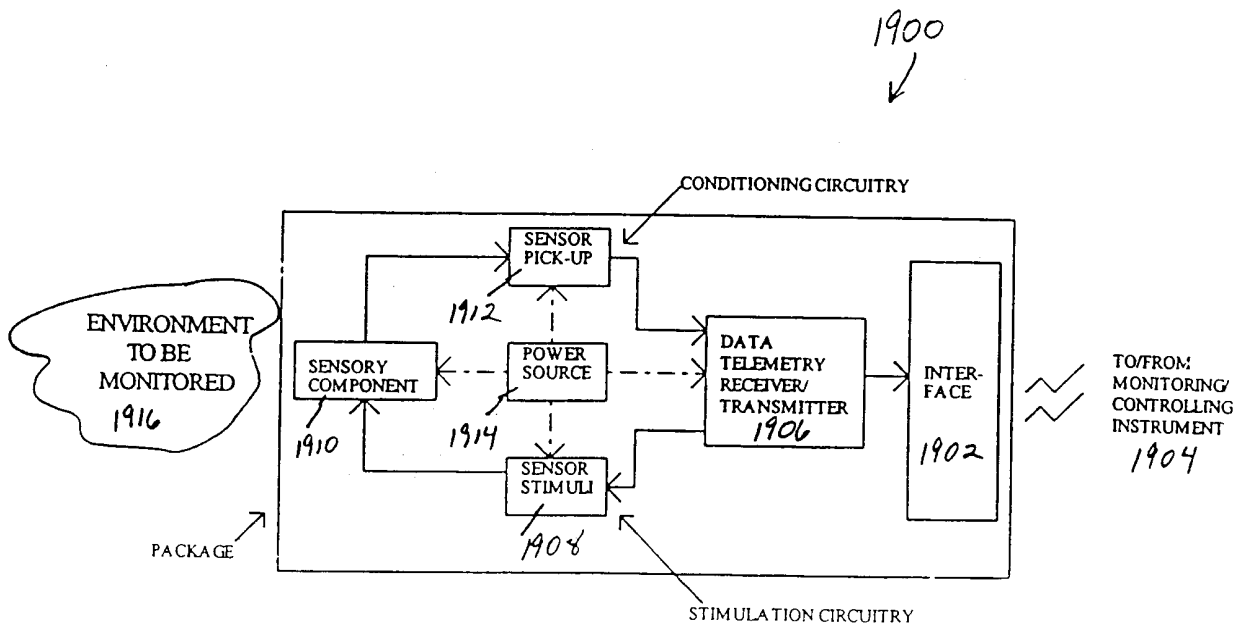 1900
CONDITIONING CIRCUITRY
SENSOR
PICK-UP
1912
ENVIRONMENT
TO BE
MONITORED
1916
SENSORY
COMPONENT
1910
POWER
SOURCE
1914
DATA
TELEMETRY
RECEIVER/
TRANSMITTER
1906
INTER-
FACE
1902
TO/FROM
MONITORING/
CONTROLLING
INSTRUMENT
1904
SENSOR
STIMULI
1908
PACKAGE
STIMULATION CIRCUITRY